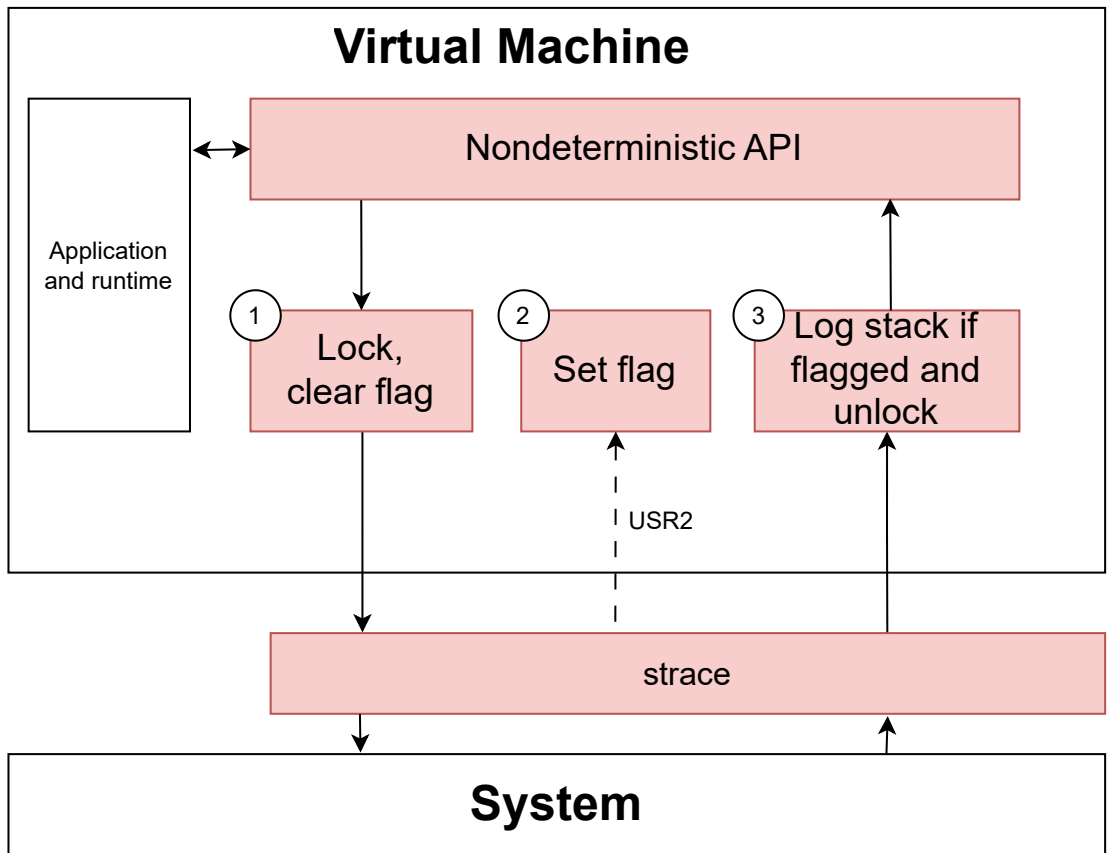 Virtual Machine
Nondeterministic API
Application
and runtime
1
Lock,
clear flag
2
Set flag
3
Log stack if
flagged and
unlock
USR2
strace
System